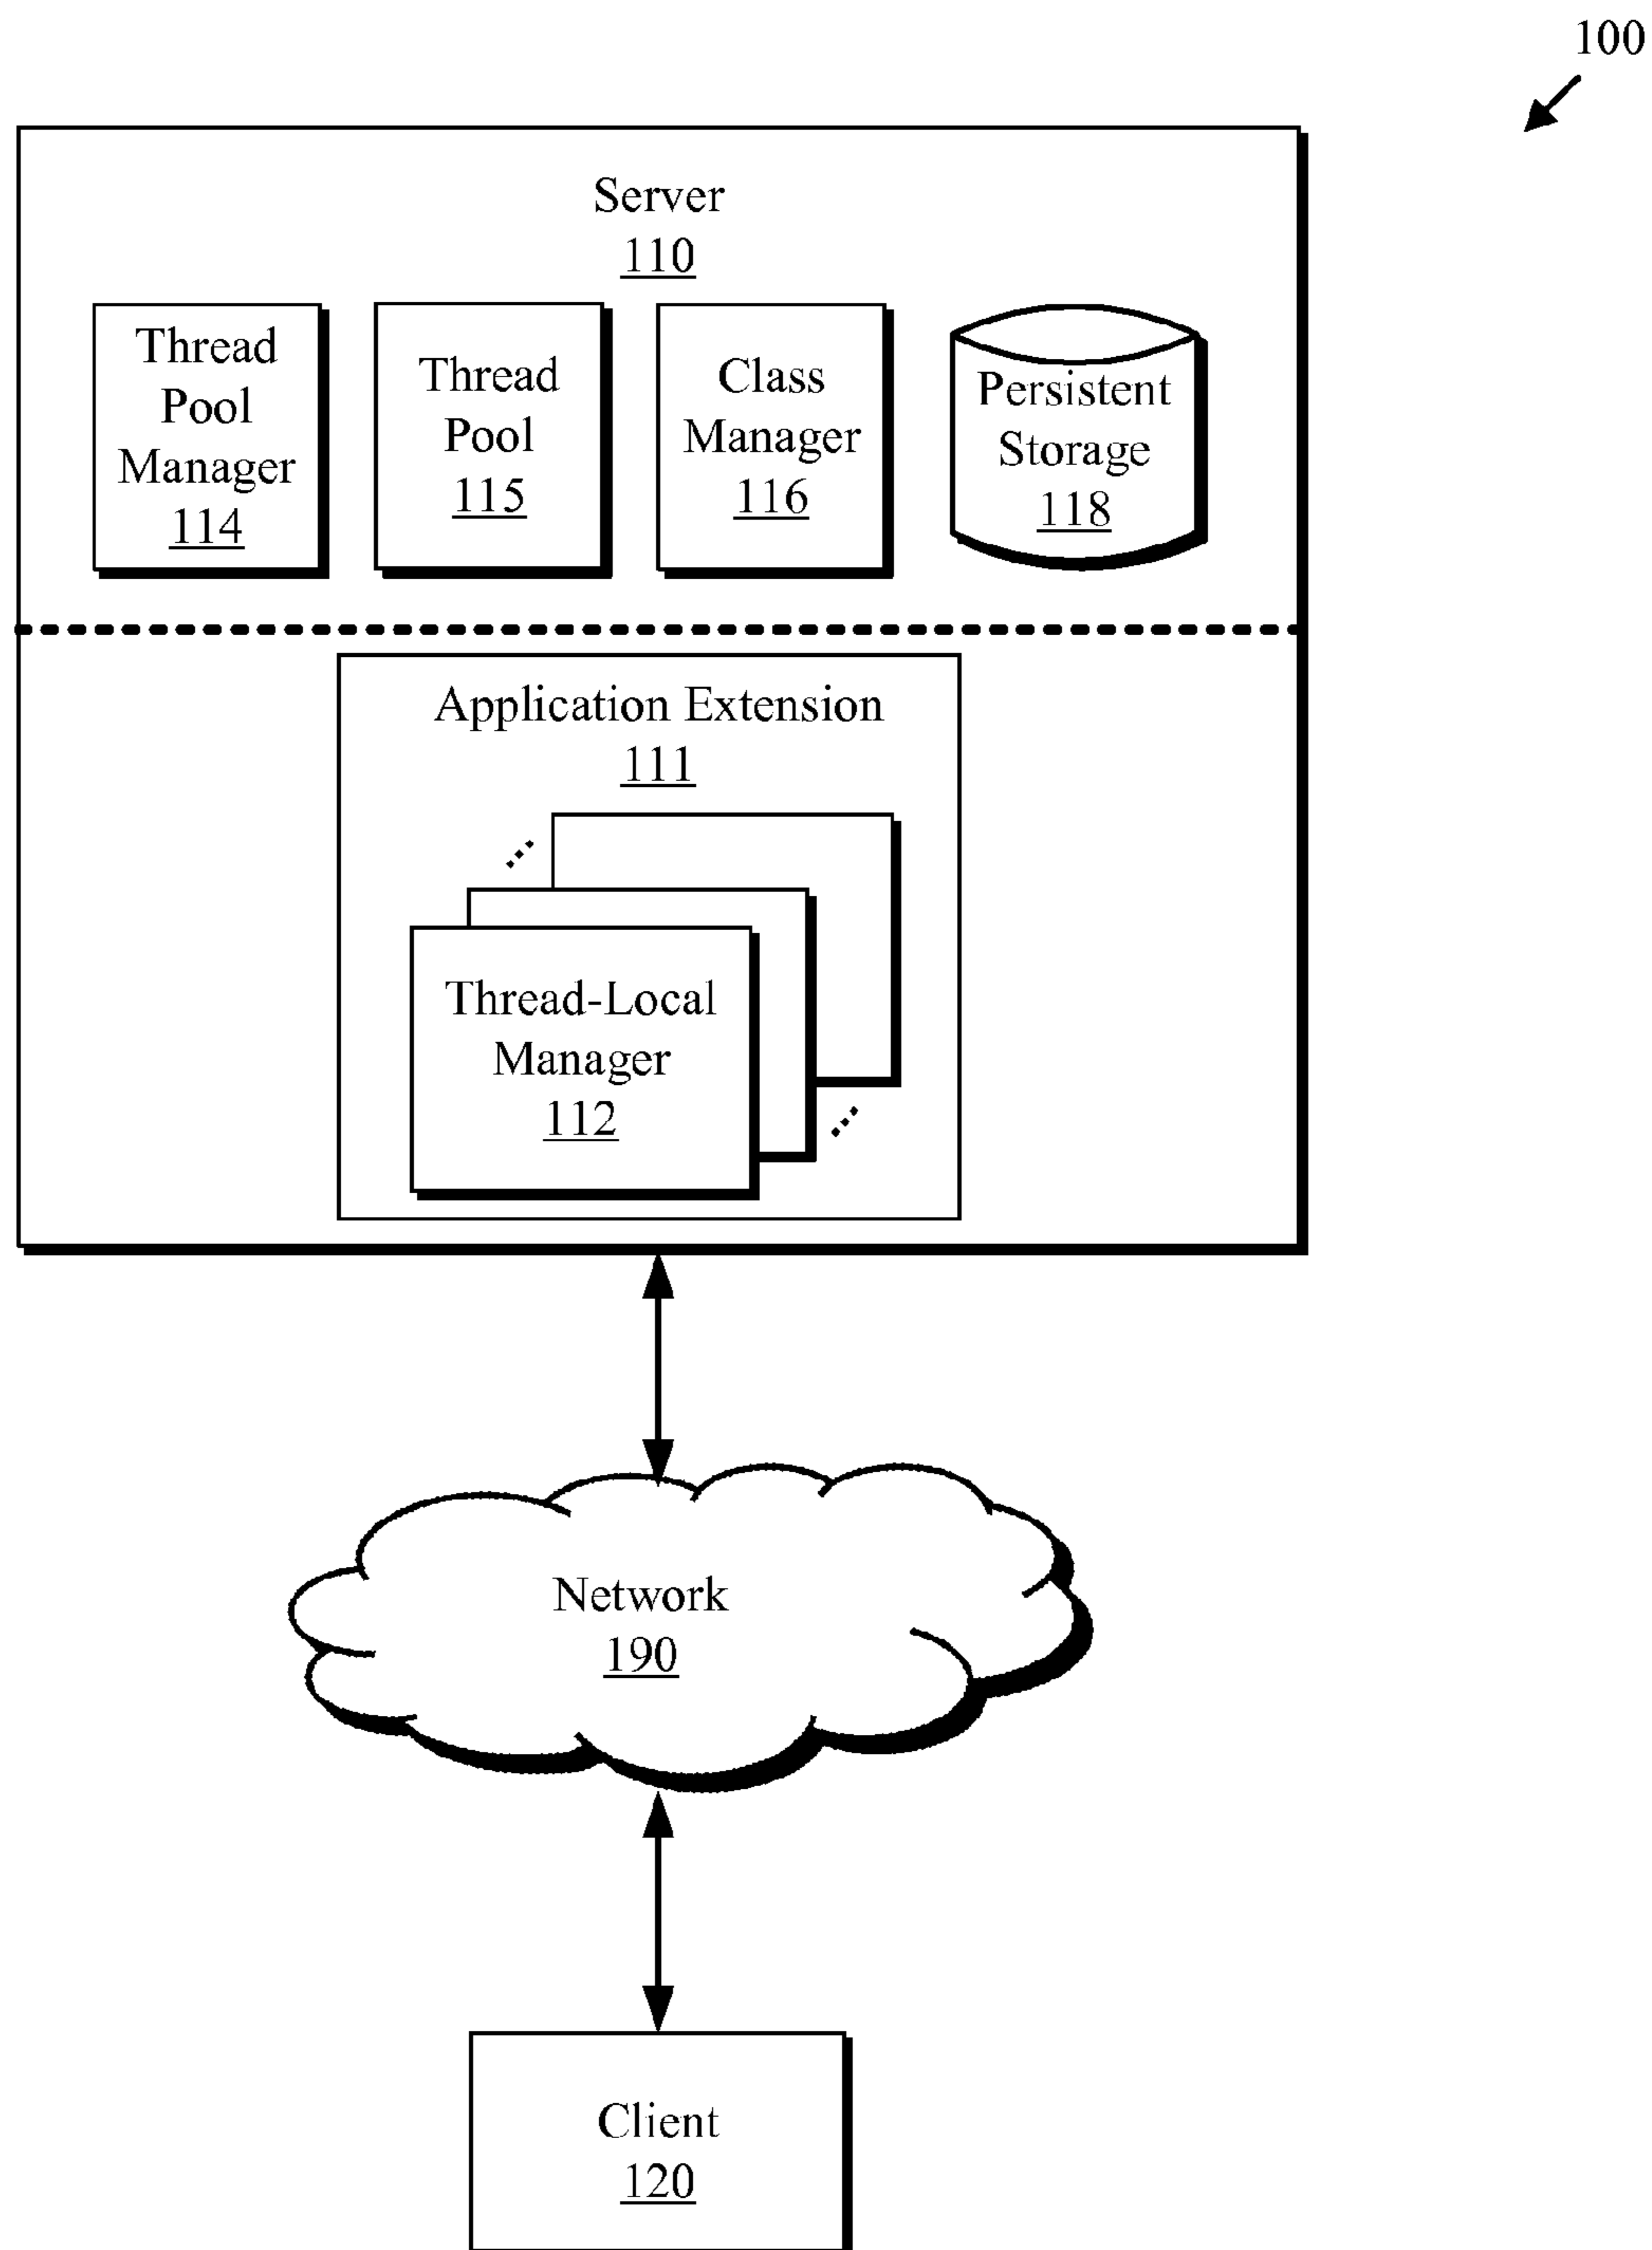 100
Server
110
Thread
Pool
Manager
114
Thread
Pool
115
Class
Manager
116
Persistent
Storage
118
Application Extension
111
Thread-Local
Manager
112
Network
190
Client
120